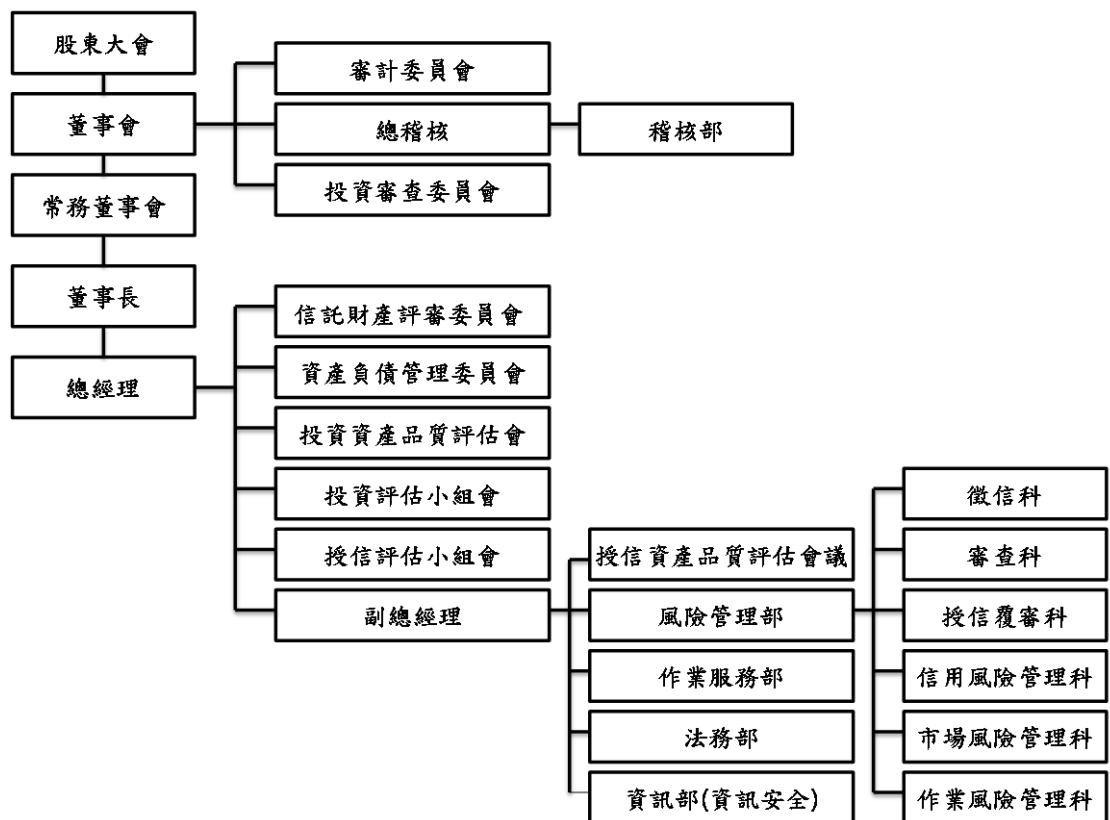 股東大會
董事會
常務董事會
董事長
總經理
審計委員會
總稽核
稽核部
投資審查委員會
信託財產評審委員會
資產負債管理委員會
投資資產品質評估會
投資評估小組會
授信評估小組會
副總經理
授信資產品質評估會議
風險管理部
作業服務部
法務部
資訊部(資訊安全)
徵信科
審查科
授信覆審科
信用風險管理科
市場風險管理科
作業風險管理科